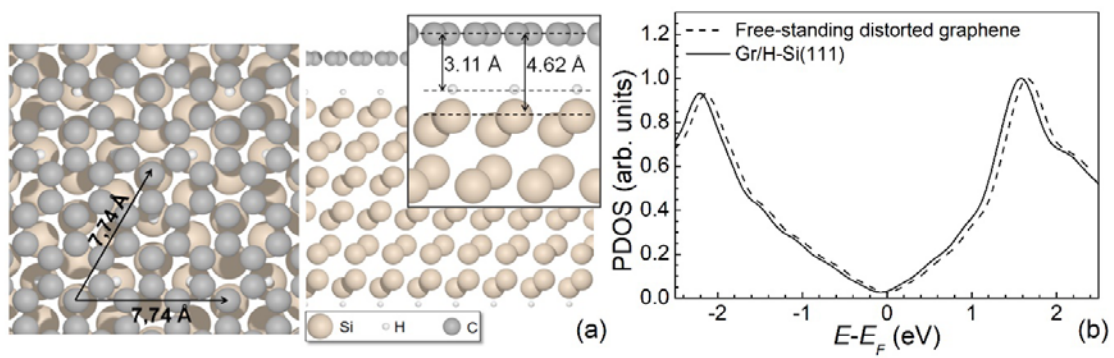 7,74 Å
7,74 Å
3.11 Å
4.62 Å
Si H C
(a)
PDOS (arb. units)
1.2
1.0
0.8
0.6
0.4
0.2
0.0
Free-standing distorted graphene
Gr/H-Si(111)
-2 -1 0 1 2
E-E_F (eV)
(b)